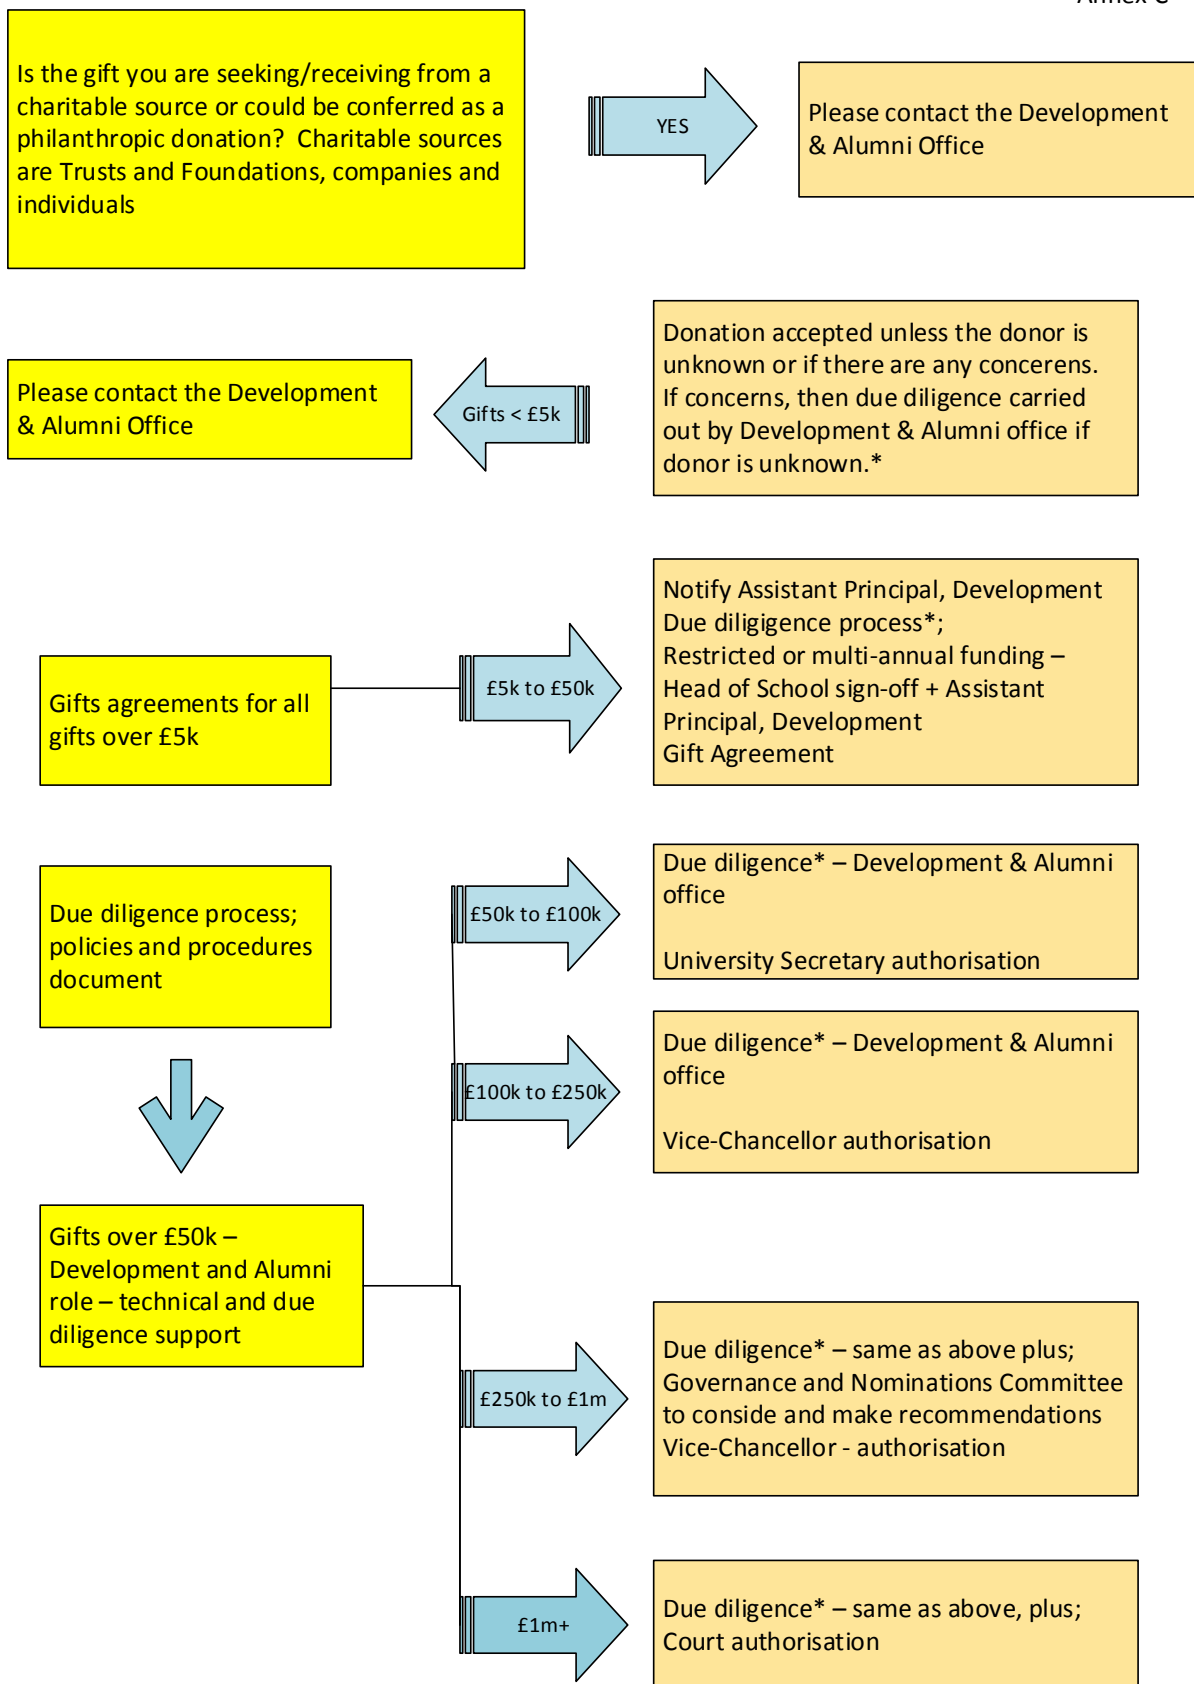 Annex C
Is the gift you are seeking/receiving from a
charitable source or could be conferred as a
philanthropic donation?  Charitable sources
are Trusts and Foundations, companies and
individuals
YES
Please contact the Development
& Alumni Office
Please contact the Development
& Alumni Office
Gifts < £5k
Donation accepted unless the donor is
unknown or if there are any concerens.
If concerns, then due diligence carried
out by Development & Alumni office if
donor is unknown.*
Gifts agreements for all
gifts over £5k
£5k to £50k
Notify Assistant Principal, Development
Due diligigence process*;
Restricted or multi-annual funding –
Head of School sign-off + Assistant
Principal, Development
Gift Agreement
Due diligence process;
policies and procedures
document
£50k to £100k
Due diligence* – Development & Alumni
office
University Secretary authorisation
£100k to £250k
Due diligence* – Development & Alumni
office
Vice-Chancellor authorisation
Gifts over £50k –
Development and Alumni
role – technical and due
diligence support
£250k to £1m
Due diligence* – same as above plus;
Governance and Nominations Committee
to conside and make recommendations
Vice-Chancellor - authorisation
£1m+
Due diligence* – same as above, plus;
Court authorisation